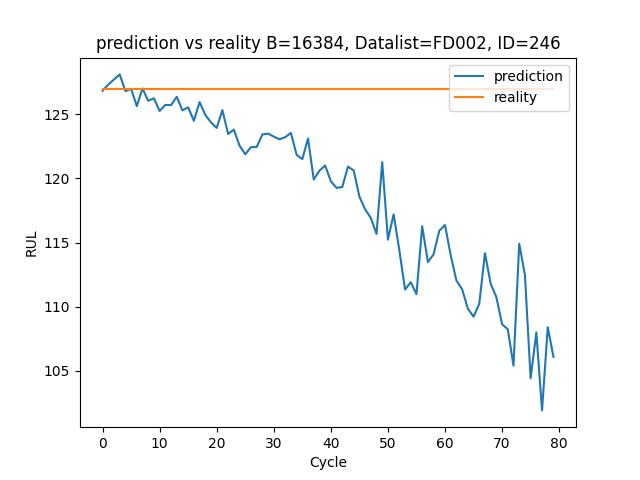 prediction vs reality B=16384, Datalist=FD002, ID=246
prediction
reality
125
120
115
110
105
RUL
0 10 20 30 40 50 60 70 80
Cycle